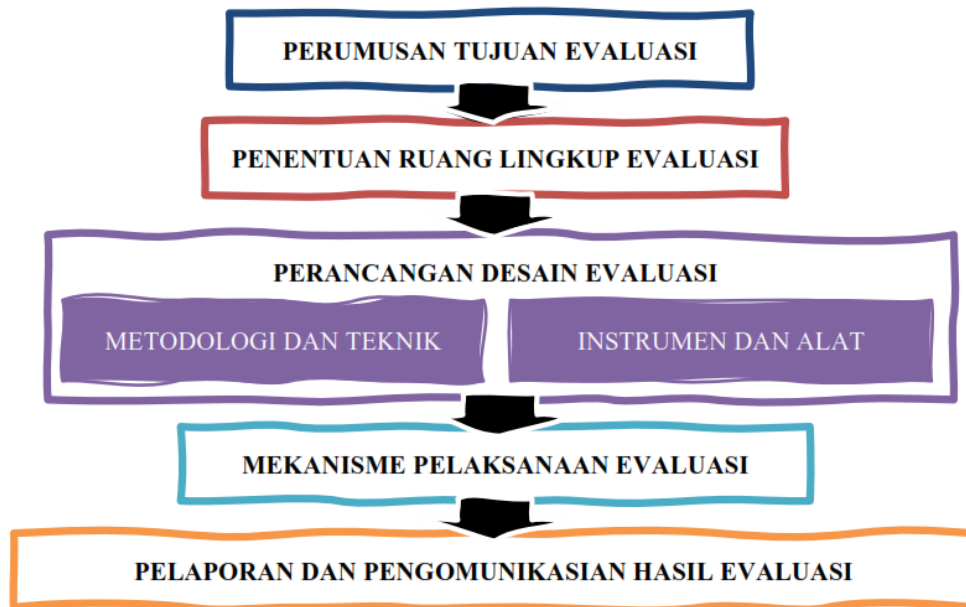 PERUMUSAN TUJUAN EVALUASI
PENENTUAN RUANG LINGKUP EVALUASI
PERANCANGAN DESAIN EVALUASI
METODOLOGI DAN TEKNIK
INSTRUMEN DAN ALAT
MEKANISME PELAKSANAAN EVALUASI
PELAPORAN DAN PENGOMUNIKASIAN HASIL EVALUASI